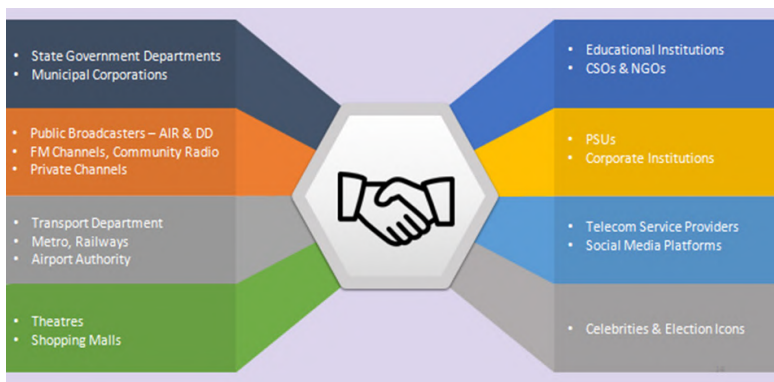 • State Government Departments
• Municipal Corporations
• Public Broadcasters – AIR & DD
• FM Channels, Community Radio
• Private Channels
• Transport Department
• Metro, Railways
• Airport Authority
• Theatres
• Shopping Malls
• Educational Institutions
• CSOs & NGOs
• PSUs
• Corporate Institutions
• Telecom Service Providers
• Social Media Platforms
• Celebrities & Election Icons